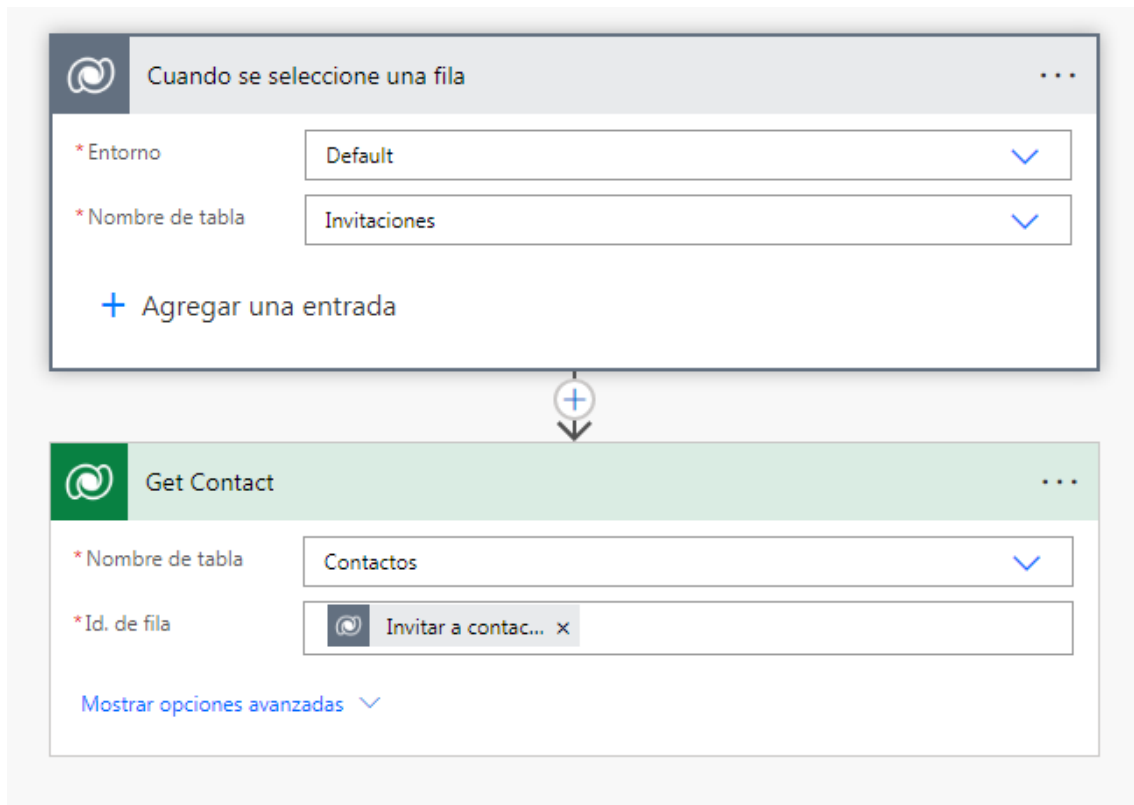 Cuando se seleccione una fila
* Entorno
Default
* Nombre de tabla
Invitaciones
+ Agregar una entrada
Get Contact
* Nombre de tabla
Contactos
* Id. de fila
Invitar a contac... ×
Mostrar opciones avanzadas